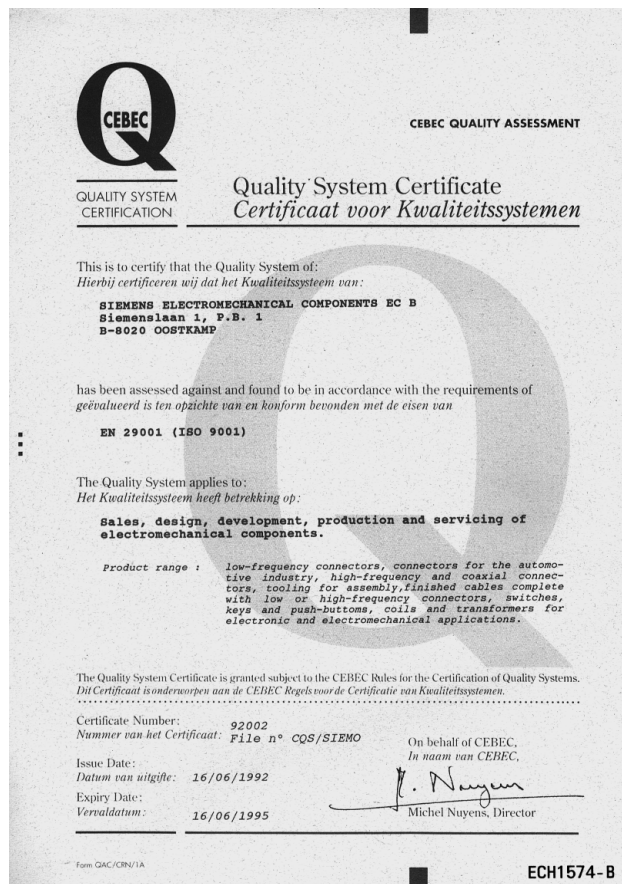 CEBEC
CEBEC QUALITY ASSESSMENT
QUALITY SYSTEM
CERTIFICATION
Quality System Certificate
Certificaat voor Kwaliteitssystemen
This is to certify that the Quality System of:
Hierbij certificeren wij dat het Kwaliteitssysteem van:
SIEMENS ELECTROMECHANICAL COMPONENTS EC B
Siemenslaan 1, P.B. 1
B-8020 OOSTKAMP
has been assessed against and found to be in accordance with the requirements of
geëvalueerd is ten opzichte van en konform bevonden met de eisen van
EN 29001 (ISO 9001)
The Quality System applies to:
Het Kwaliteitssysteem heeft betrekking op:
Sales, design, development, production and servicing of
electromechanical components.
Product range : low-frequency connectors, connectors for the automo-
tive industry, high-frequency and coaxial connec-
tors, tooling for assembly,finished cables complete
with low or high-frequency connectors, switches,
keys and push-buttoms, coils and transformers for
electronic and electromechanical applications.
The Quality System Certificate is granted subject to the CEBEC Rules for the Certification of Quality Systems.
Dit Certificaat is onderworpen aan de CEBEC Regels voor de Certificatie van Kwaliteitssystemen.
Certificate Number: 92002
Nummer van het Certificaat: File n° CQS/SIEMO
Issue Date:
Datum van uitgifte: 16/06/1992
Expiry Date:
Vervaldatum: 16/06/1995
On behalf of CEBEC,
In naam van CEBEC,
M. Nuyens
Michel Nuyens, Director
Form QAC/CRN/1A
ECH1574-B